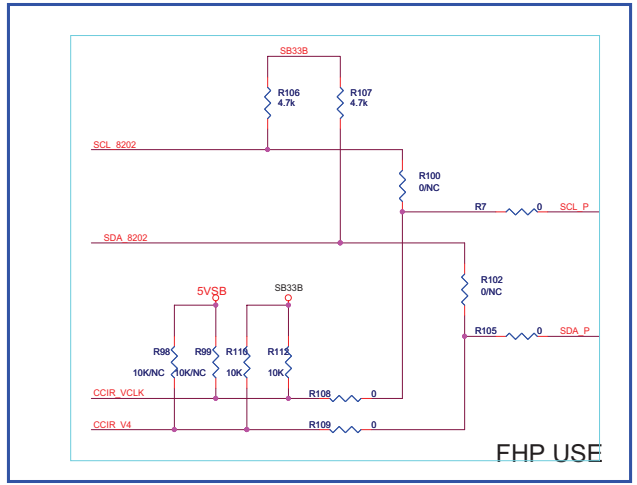 SB33B
R106
4.7k
R107
4.7k
SCL_8202
R100
0/NC
R7 0 SCL_P
SDA_8202
R102
0/NC
5VSB SB33B
R105 0 SDA_P
R98 R99 R110 R112
10K/NC 10K/NC 10K 10K
CCIR_VCLK R108 0
CCIR_V4 R109 0
FHP USE